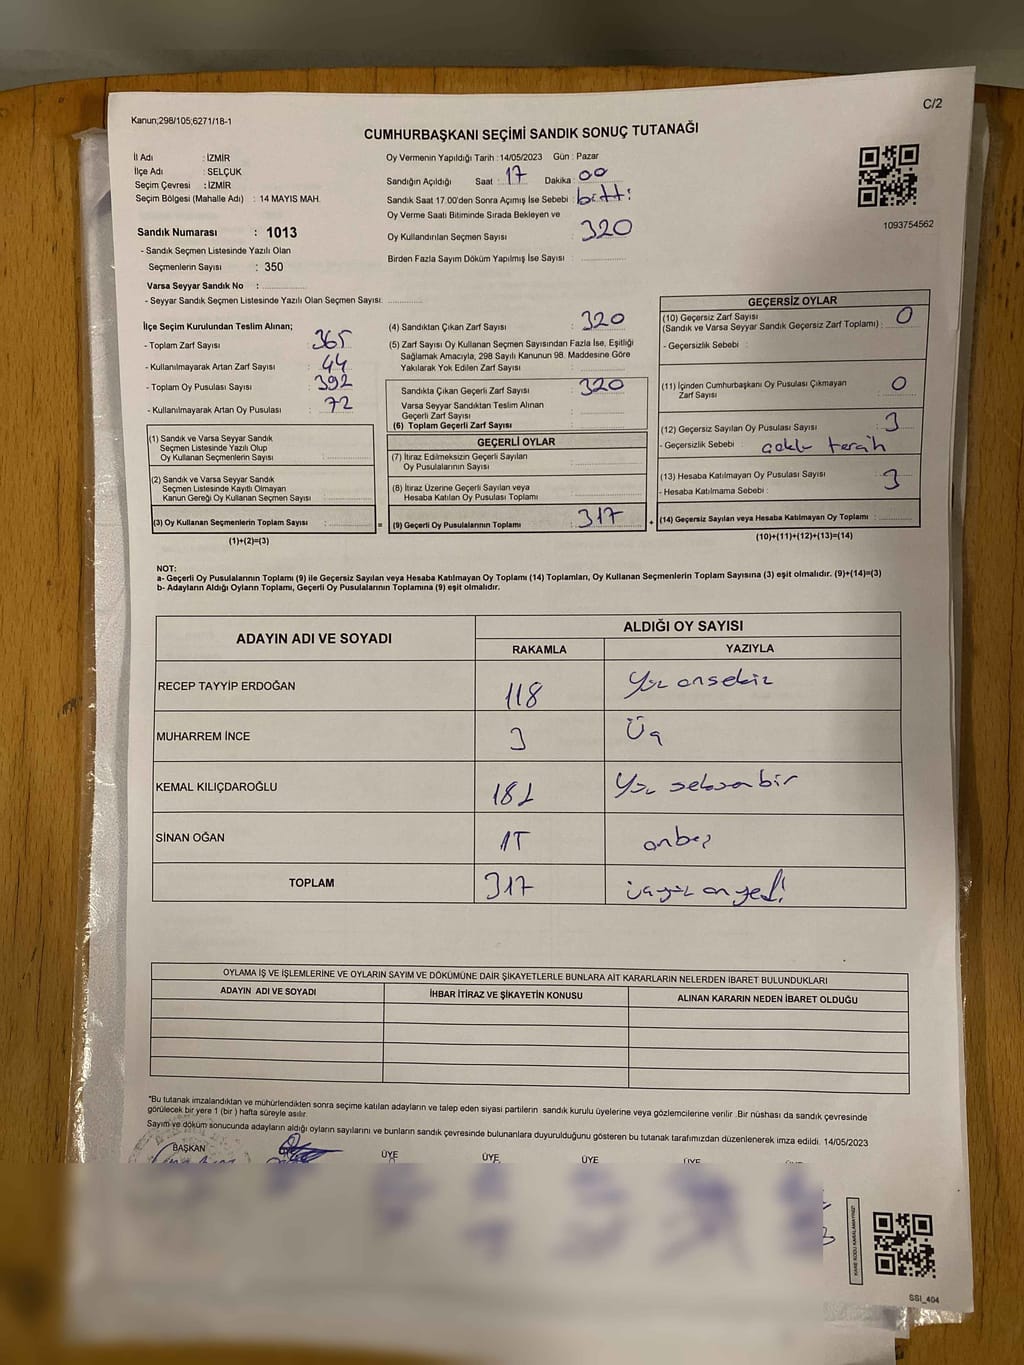 C/2
Kanun;298/105;6271/18-1
CUMHURBAŞKANI SEÇİMİ SANDIK SONUÇ TUTANAĞI
İl Adı : İZMİR
İlçe Adı : SELÇUK
Seçim Çevresi : İZMİR
Seçim Bölgesi (Mahalle Adı) : 14 MAYIS MAH.
Sandık Numarası : 1013
- Sandık Seçmen Listesinde Yazılı Olan
Seçmenlerin Sayısı : 350
Varsa Seyyar Sandık No :
- Seyyar Sandık Seçmen Listesinde Yazılı Olan Seçmen Sayısı:
Oy Vermenin Yapıldığı Tarih : 14/05/2023 Gün : Pazar
Sandığın Açıldığı Saat : 17 Dakika 00
Sandık Saat 17.00'den Sonra Açımış İse Sebebi : bitti
Oy Verme Saati Bitiminde Sırada Bekleyen ve
Oy Kullandırılan Seçmen Sayısı : 320
Birden Fazla Sayım Döküm Yapılmış İse Sayısı :
1093754562
İlçe Seçim Kurulundan Teslim Alınan;
- Toplam Zarf Sayısı : 365
- Kullanılmayarak Artan Zarf Sayısı : 44
- Toplam Oy Pusulası Sayısı : 392
- Kullanılmayarak Artan Oy Pusulası : 72
(1) Sandık ve Varsa Seyyar Sandık
Seçmen Listesinde Yazılı Olup
Oy Kullanan Seçmenlerin Sayısı :
(2) Sandık ve Varsa Seyyar Sandık
Seçmen Listesinde Kayıtlı Olmayan
Kanun Gereği Oy Kullanan Seçmen Sayısı :
(3) Oy Kullanan Seçmenlerin Toplam Sayısı :
(1)+(2)=(3)
=
(4) Sandıktan Çıkan Zarf Sayısı : 320
(5) Zarf Sayısı Oy Kullanan Seçmen Sayısından Fazla İse, Eşitliği
Sağlamak Amacıyla, 298 Sayılı Kanunun 98. Maddesine Göre
Yakılarak Yok Edilen Zarf Sayısı :
Sandıkta Çıkan Geçerli Zarf Sayısı : 320
Varsa Seyyar Sandıktan Teslim Alınan
Geçerli Zarf Sayısı :
(6) Toplam Geçerli Zarf Sayısı :
GEÇERLİ OYLAR
(7) İtiraz Edilmeksizin Geçerli Sayılan
Oy Pusulalarının Sayısı :
(8) İtiraz Üzerine Geçerli Sayılan veya
Hesaba Katılan Oy Pusulası Toplamı :
(9) Geçerli Oy Pusulalarının Toplamı : 317
+
GEÇERSİZ OYLAR
(10) Geçersiz Zarf Sayısı
(Sandık ve Varsa Seyyar Sandık Geçersiz Zarf Toplamı) : 0
- Geçersizlik Sebebi :
(11) İçinden Cumhurbaşkanı Oy Pusulası Çıkmayan
Zarf Sayısı : 0
(12) Geçersiz Sayılan Oy Pusulası Sayısı : 3
- Geçersizlik Sebebi : tercih
(13) Hesaba Katılmayan Oy Pusulası Sayısı : 3
- Hesaba Katılmama Sebebi :
(14) Geçersiz Sayılan veya Hesaba Katılmayan Oy Toplamı :
(10)+(11)+(12)+(13)=(14)
NOT:
a- Geçerli Oy Pusulalarının Toplamı (9) ile Geçersiz Sayılan veya Hesaba Katılmayan Oy Toplamı (14) Toplamları, Oy Kullanan Seçmenlerin Toplam Sayısına (3) eşit olmalıdır. (9)+(14)=(3)
b- Adayların Aldığı Oyların Toplamı, Geçerli Oy Pusulalarının Toplamına (9) eşit olmalıdır.
ADAYIN ADI VE SOYADI
ALDIĞI OY SAYISI
RAKAMLA YAZIYLA
RECEP TAYYİP ERDOĞAN 118 Yüz onsekiz
MUHARREM İNCE 3 Üç
KEMAL KILIÇDAROĞLU 181 Yüz seksenbir
SİNAN OĞAN 15 onbeş
TOPLAM 317 üçyüz onyedi
OYLAMA İŞ VE İŞLEMLERİNE VE OYLARIN SAYIM VE DÖKÜMÜNE DAİR ŞİKAYETLERLE BUNLARA AİT KARARLARIN NELERDEN İBARET BULUNDUKLARI
ADAYIN ADI VE SOYADI İHBAR İTİRAZ VE ŞİKAYETİN KONUSU ALINAN KARARIN NEDEN İBARET OLDUĞU
"Bu tutanak imzalandıktan ve mühürlendikten sonra seçime katılan adayların ve talep eden siyasi partilerin sandık kurulu üyelerine veya gözlemcilerine verilir .Bir nüshası da sandık çevresinde
görülecek bir yere 1 (bir ) hafta süreyle asılır.
Sayım ve döküm sonucunda adayların aldığı oyların sayılarını ve bunların sandık çevresinde bulunanlara duyurulduğunu gösteren bu tutanak tarafımızdan düzenlenerek imza edildi. 14/05/2023
BAŞKAN ÜYE ÜYE ÜYE ÜYE
SSI_404